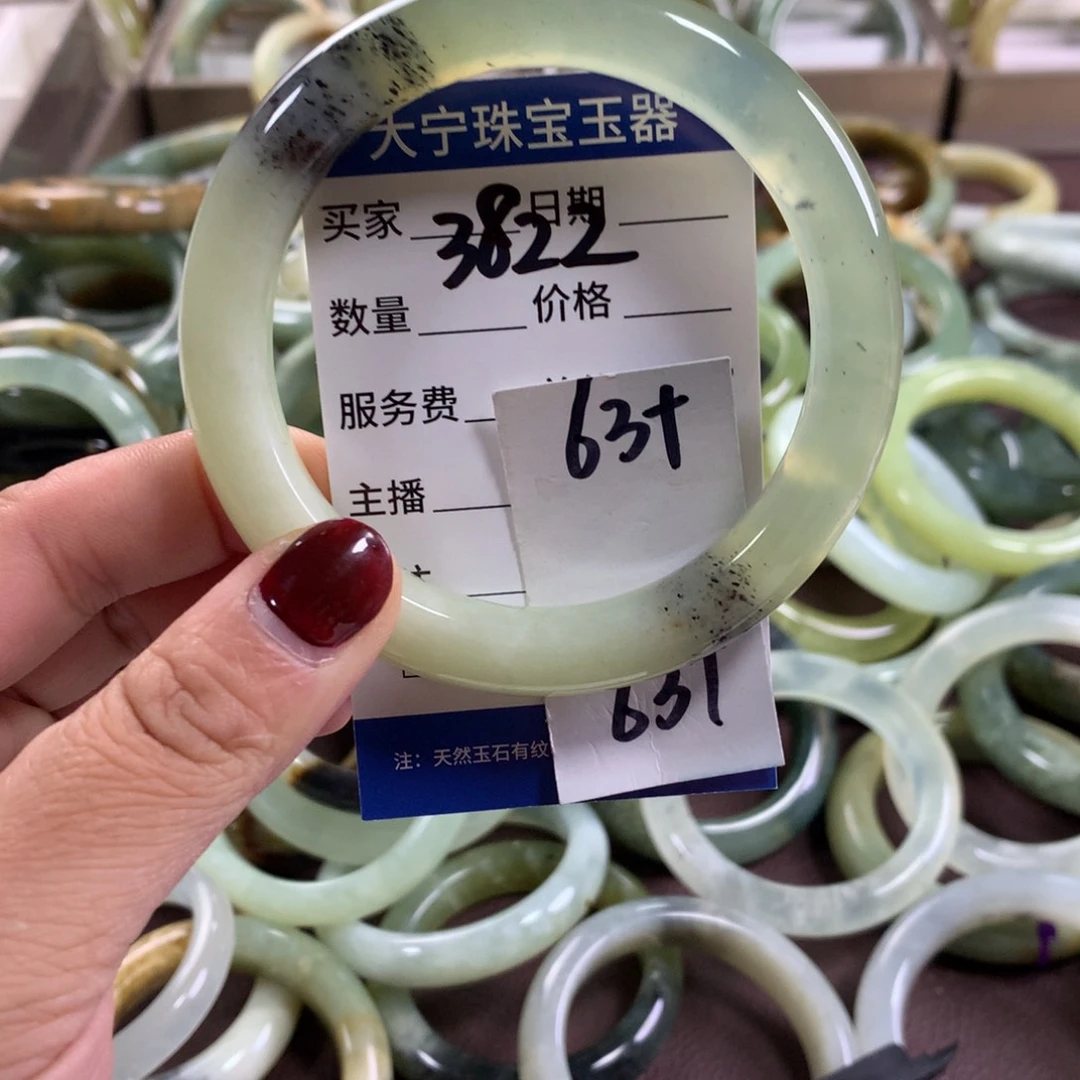 大宁珠宝玉器
买家 日期
3822
数量 价格
服务费
63+
主播
631
注：天然玉石有纹